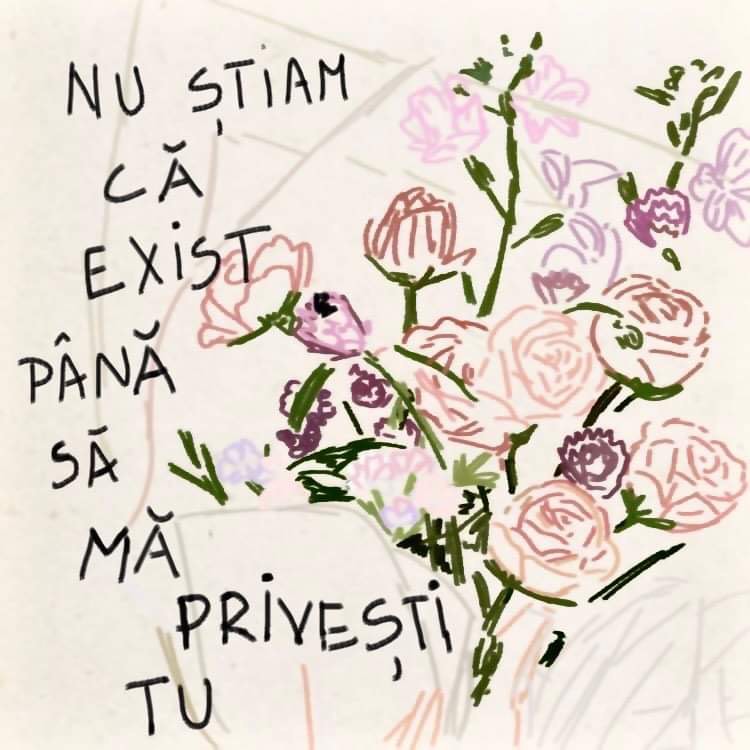 NU ȘTIAM
CĂ
EXIST
PÂNĂ
SĂ
MĂ
PRIVEȘTI
TU